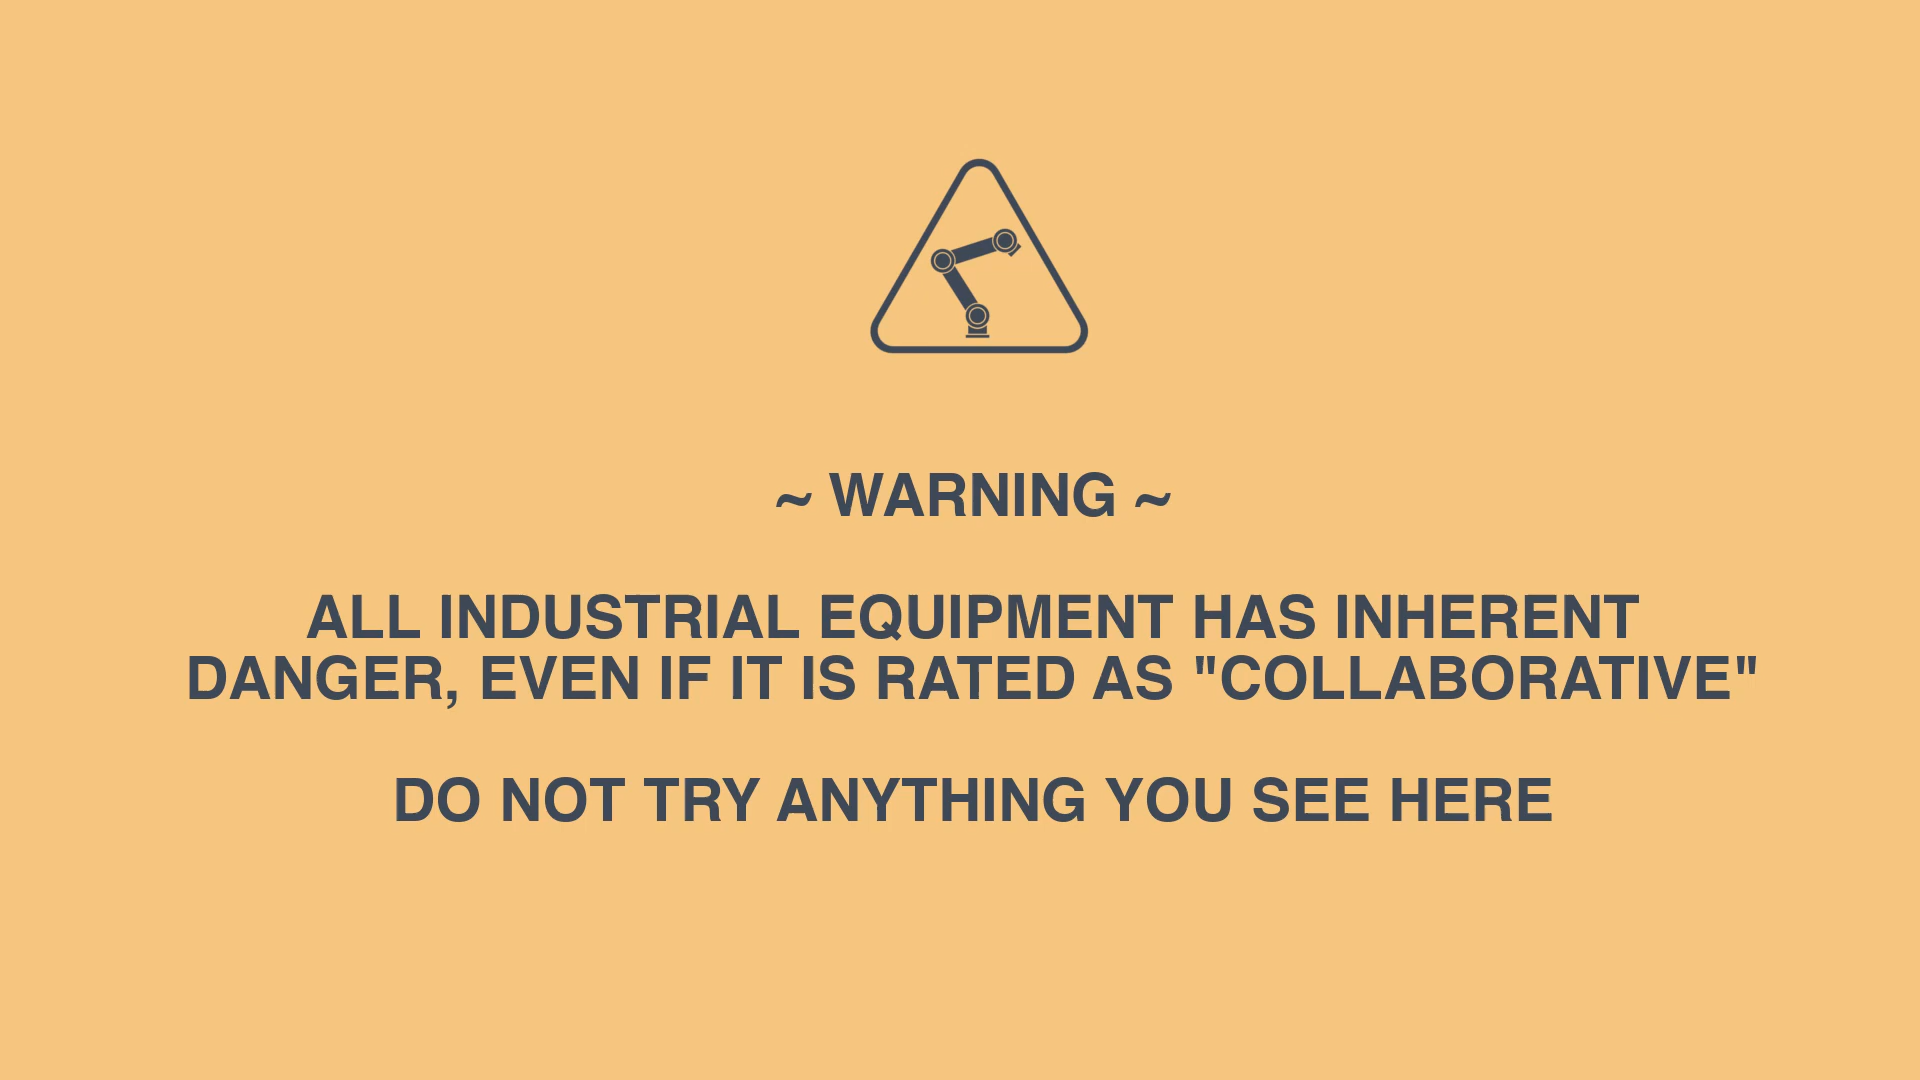 ~ WARNING ~
ALL INDUSTRIAL EQUIPMENT HAS INHERENT
DANGER, EVEN IF IT IS RATED AS "COLLABORATIVE"
DO NOT TRY ANYTHING YOU SEE HERE